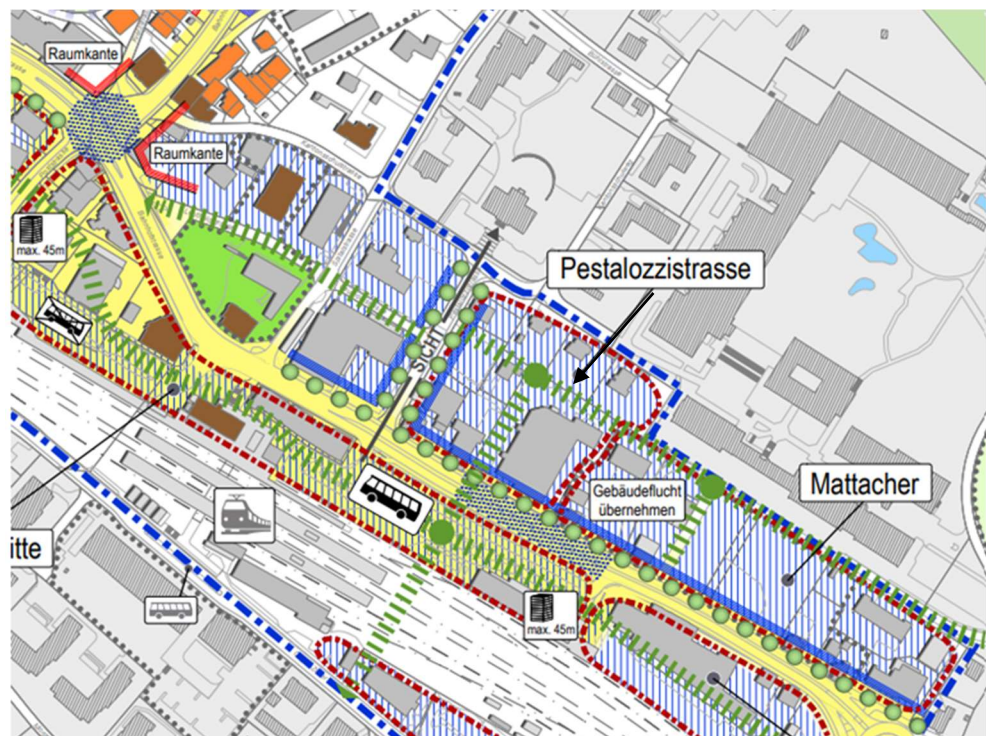 Raumkante
Raumkante
max. 45m
Pestalozzistrasse
SICHT
Gebäudeflucht
übernehmen
Mattacher
itte
max. 45m